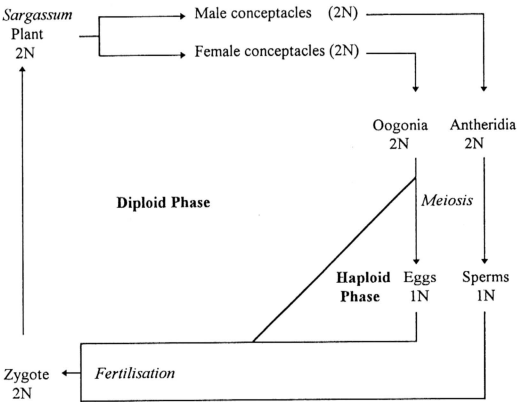 Sargassum
Plant
2N
Male conceptacles (2N)
Female conceptacles (2N)
Oogonia
2N
Antheridia
2N
Diploid Phase
Meiosis
Haploid
Phase
Eggs
1N
Sperms
1N
Zygote
2N
Fertilisation